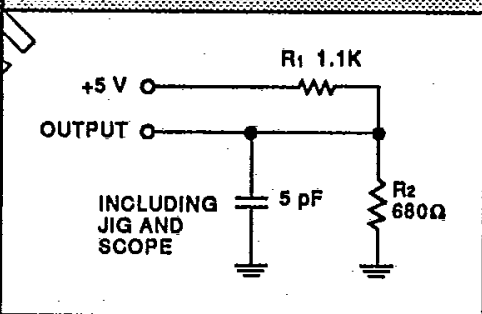 R1 1.1K
+5 V
OUTPUT
INCLUDING
JIG AND
SCOPE
5 pF
R2
680Ω